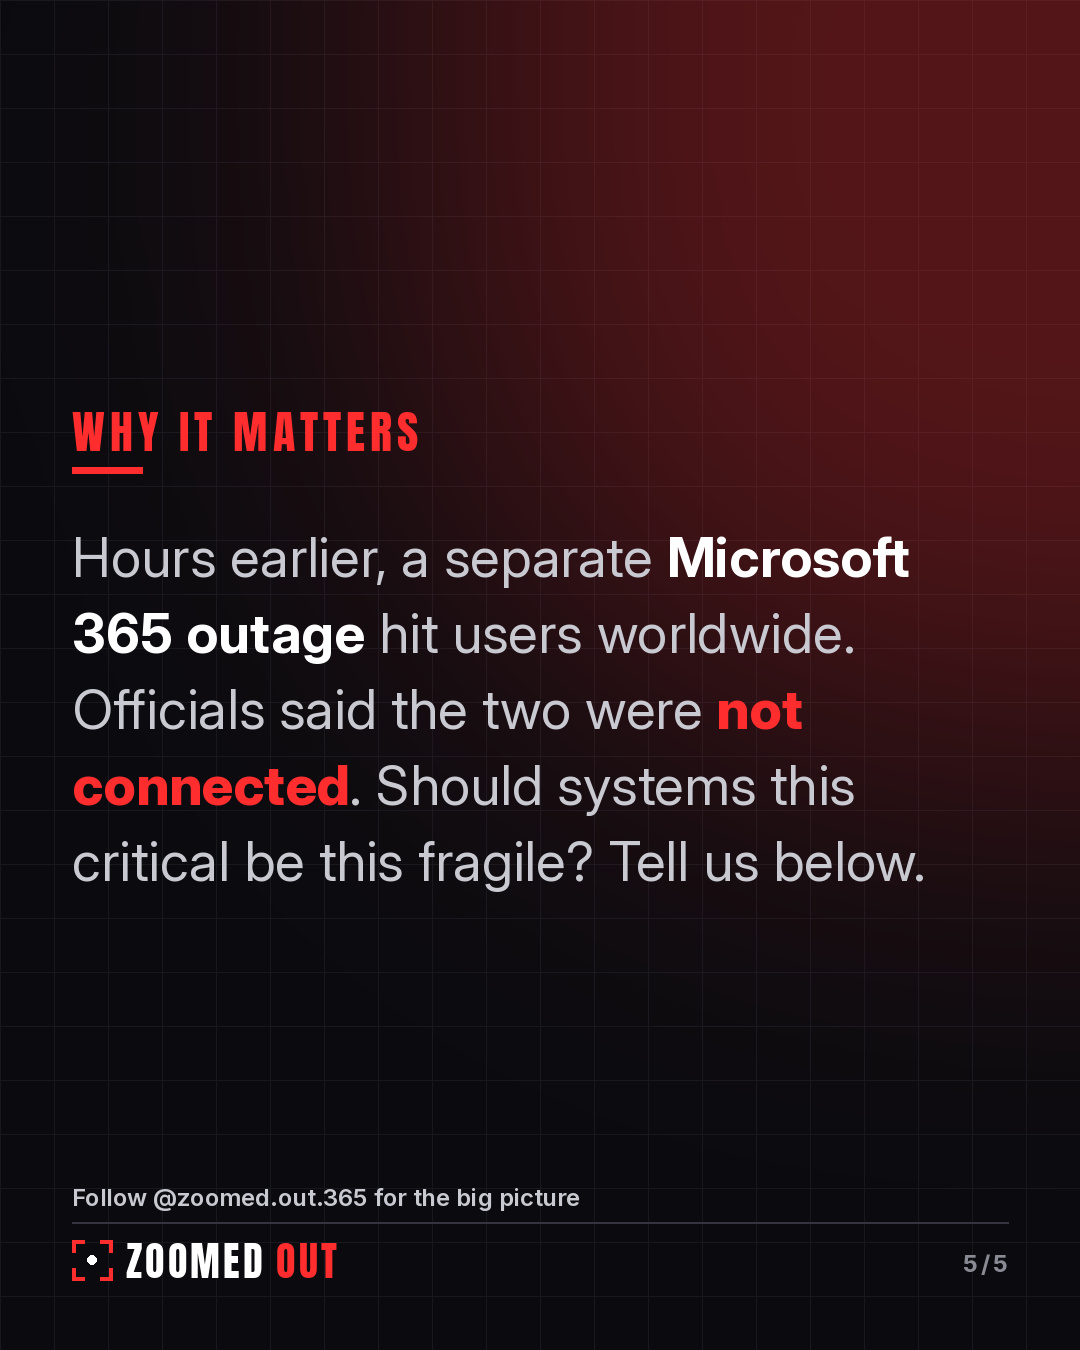 WHY IT MATTERS
Hours earlier, a separate Microsoft
365 outage hit users worldwide.
Officials said the two were not
connected. Should systems this
critical be this fragile? Tell us below.
Follow @zoomed.out.365 for the big picture
ZOOMED OUT
5/5